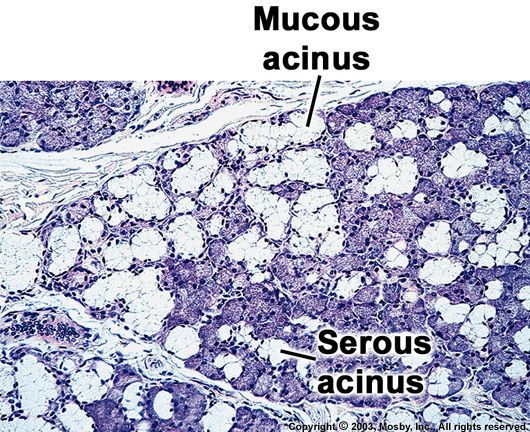 Mucous
acinus
Serous
acinus
Copyright © 2003, Mosby, Inc., All rights reserved.